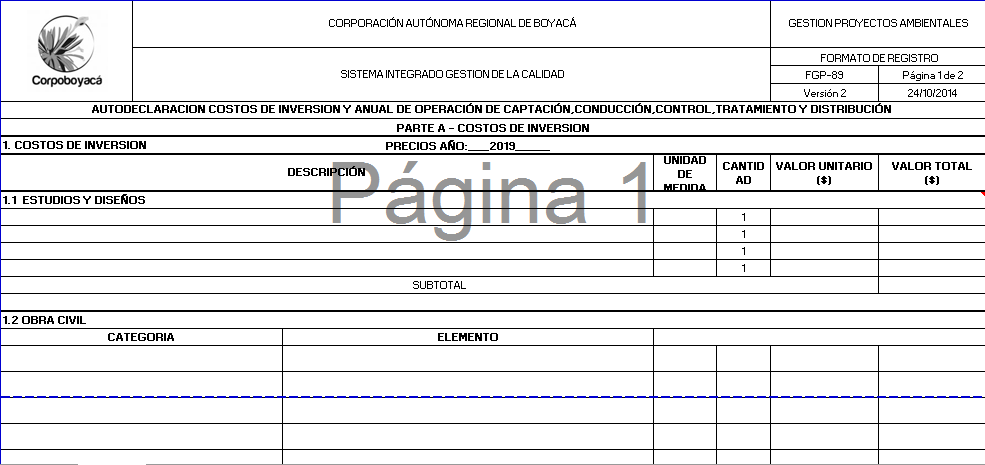 Corpoboyacá
CORPORACIÓN AUTÓNOMA REGIONAL DE BOYACÁ
GESTION PROYECTOS AMBIENTALES
SISTEMA INTEGRADO GESTION DE LA CALIDAD
FORMATO DE REGISTRO
FGP-89 Página 1 de 2
Versión 2 24/10/2014
AUTODECLARACION COSTOS DE INVERSION Y ANUAL DE OPERACIÓN DE CAPTACIÓN,CONDUCCIÓN,CONTROL,TRATAMIENTO Y DISTRIBUCIÓN
PARTE A - COSTOS DE INVERSION
1. COSTOS DE INVERSION PRECIOS AÑO:___2019_____
DESCRIPCIÓN
UNIDAD
DE
MEDIDA
CANTID
AD
VALOR UNITARIO
($)
VALOR TOTAL
($)
Página 1
1.1 ESTUDIOS Y DISEÑOS
1
1
1
1
SUBTOTAL
1.2 OBRA CIVIL
CATEGORIA ELEMENTO